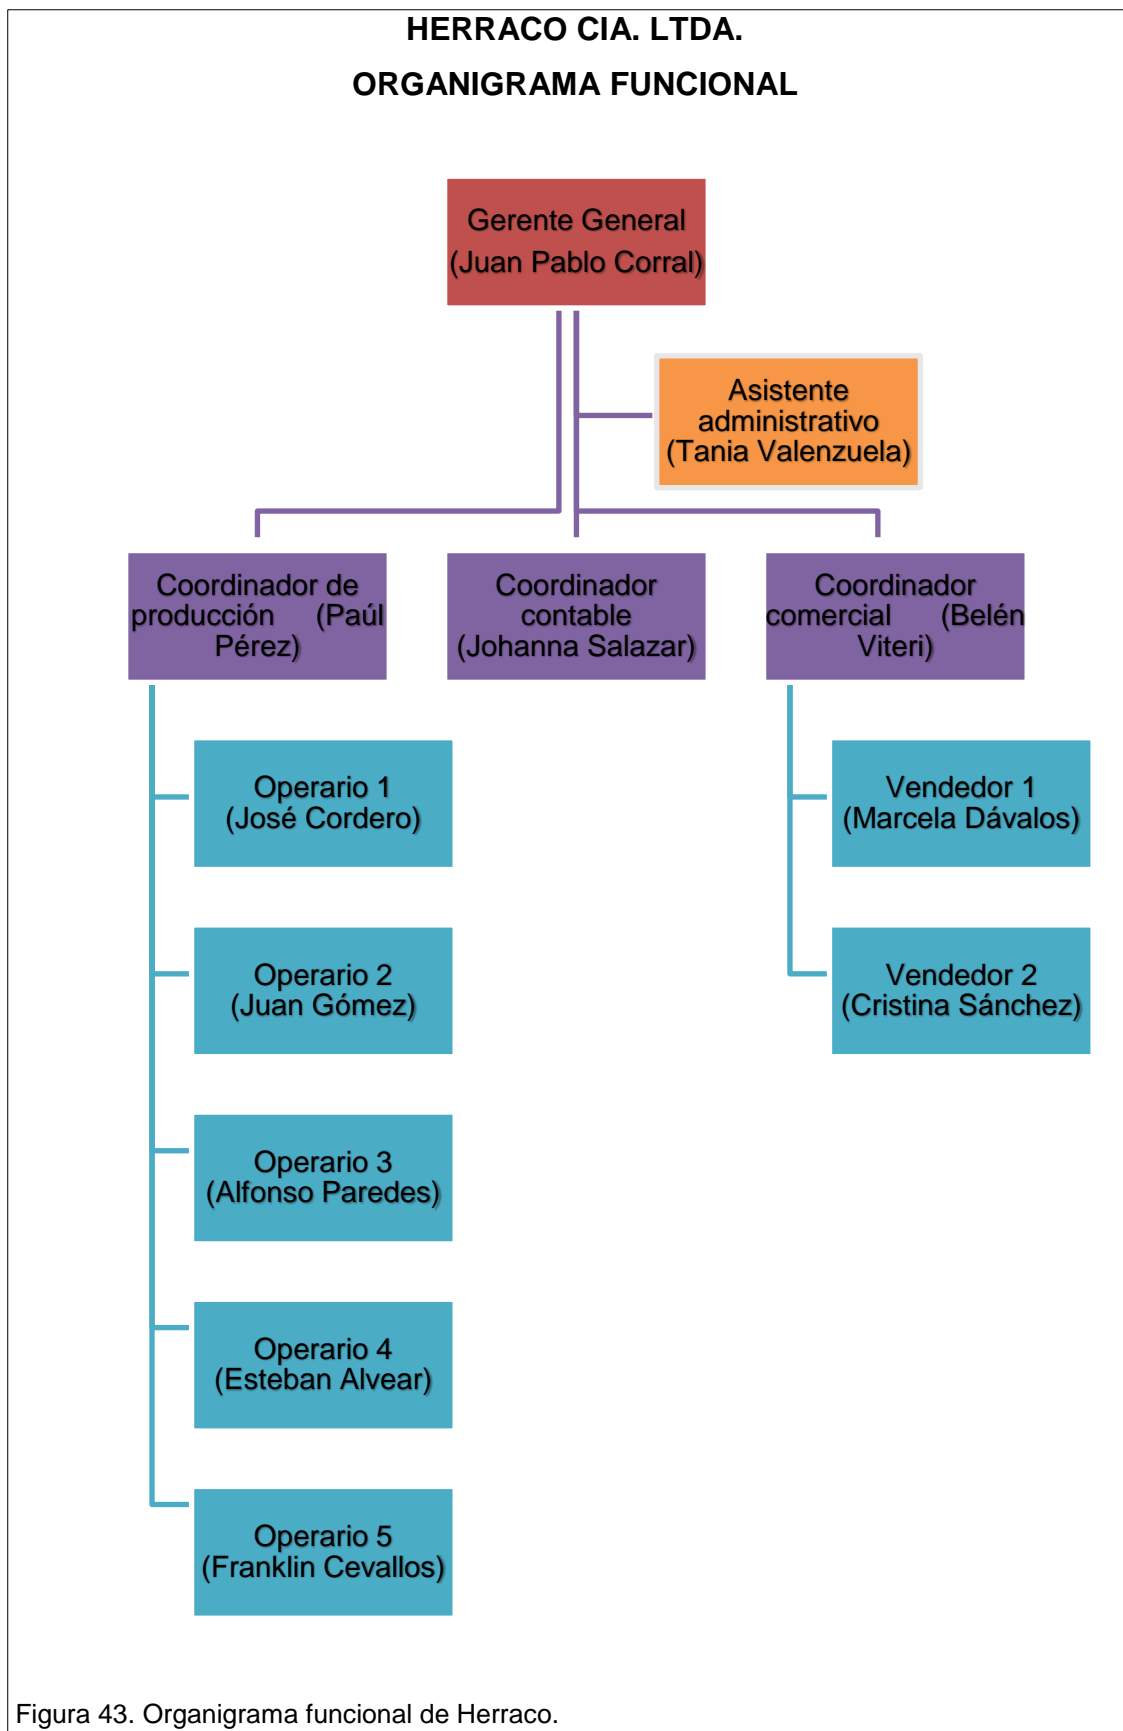 HERRACO CIA. LTDA.
ORGANIGRAMA FUNCIONAL
Gerente General
(Juan Pablo Corral)
Asistente
administrativo
(Tania Valenzuela)
Coordinador de
producción (Paúl
Pérez)
Coordinador
contable
(Johanna Salazar)
Coordinador
comercial (Belén
Viteri)
Operario 1
(José Cordero)
Operario 2
(Juan Gómez)
Operario 3
(Alfonso Paredes)
Operario 4
(Esteban Alvear)
Operario 5
(Franklin Cevallos)
Vendedor 1
(Marcela Dávalos)
Vendedor 2
(Cristina Sánchez)
Figura 43. Organigrama funcional de Herraco.